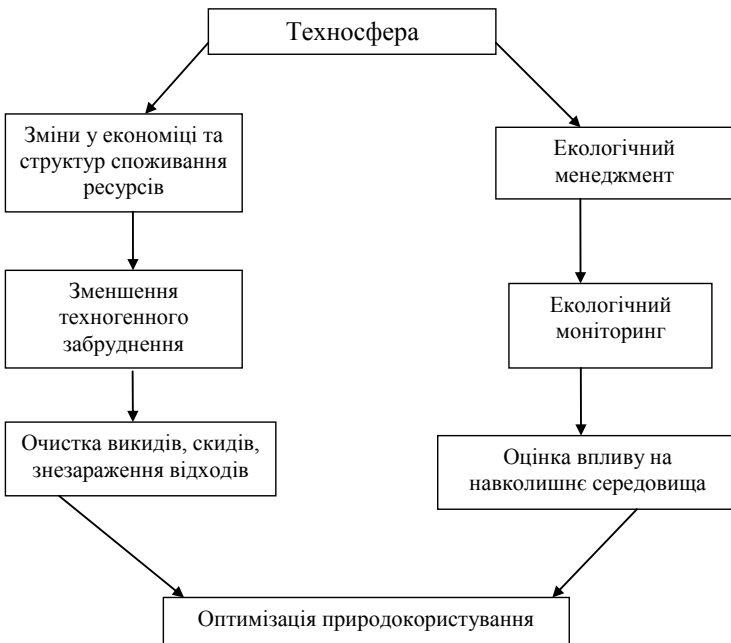 Техносфера
Зміни у економіці та
структур споживання
ресурсів
Зменшення
техногенного
забруднення
Очистка викидів, скидів,
знезараження відходів
Екологічний
менеджмент
Екологічний
моніторинг
Оцінка впливу на
навколишнє середовища
Оптимізація природокористування